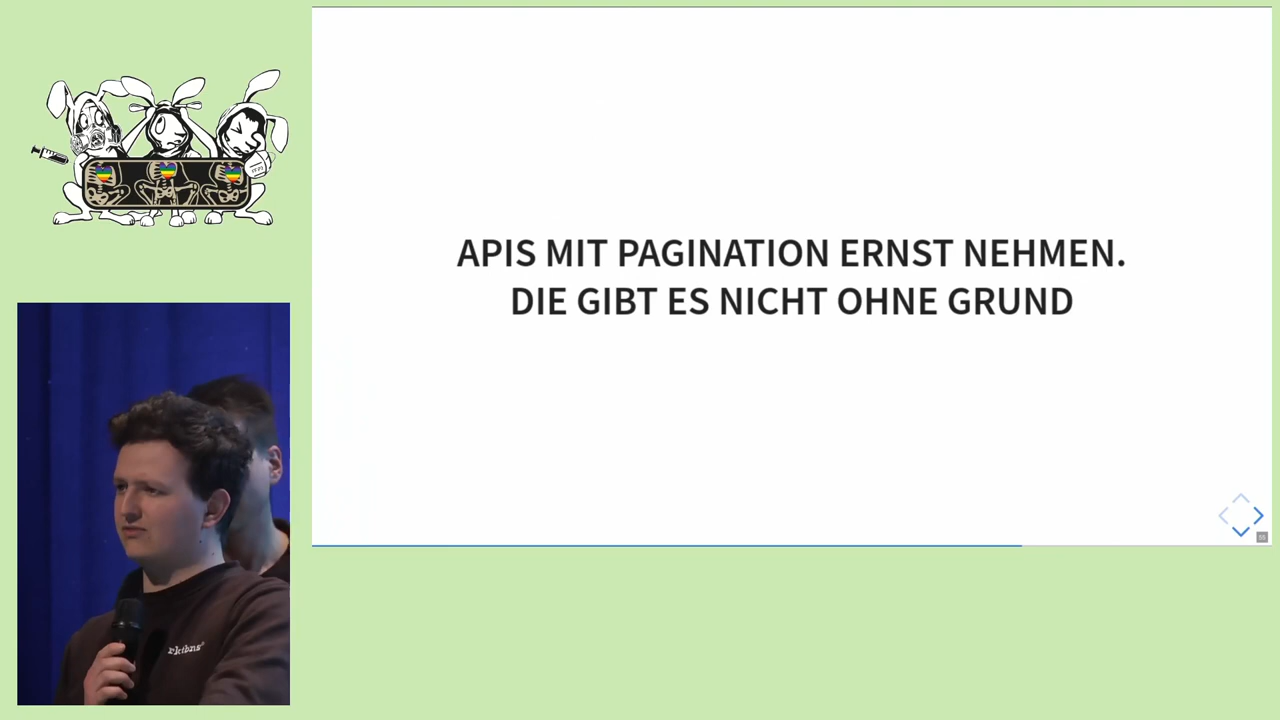 APIS MIT PAGINATION ERNST NEHMEN.
DIE GIBT ES NICHT OHNE GRUND